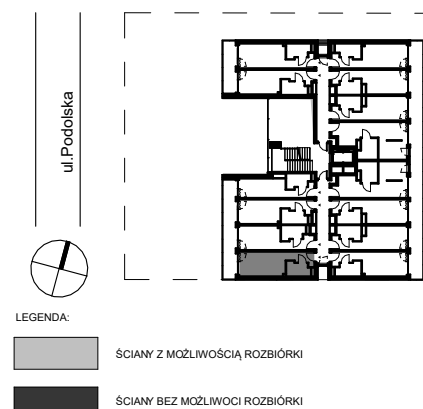 ul.Podolska
LEGENDA:
ŚCIANY Z MOŻLIWOŚCIĄ ROZBIÓRKI
ŚCIANY BEZ MOŻLIWOCI ROZBIÓRKI